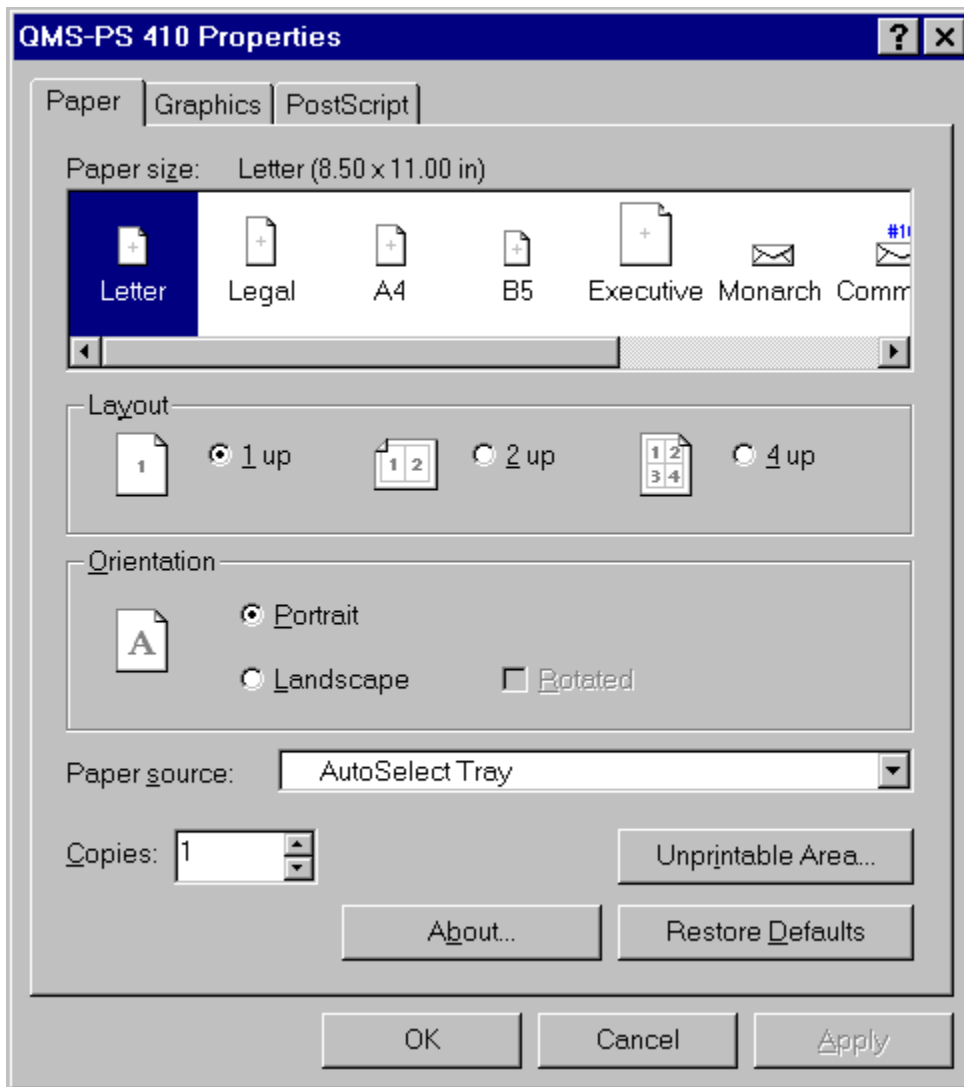 QMS-PS 410 Properties
Paper Graphics PostScript
Paper size: Letter (8.50 x 11.00 in)
#10
Letter Legal A4 B5 Executive Monarch Comm
Layout
1 1 up 1 2 2 up 1 2 3 4 4 up
Orientation
A Portrait
Landscape Rotated
Paper source: AutoSelect Tray
Copies: 1 Unprintable Area...
About... Restore Defaults
OK Cancel Apply